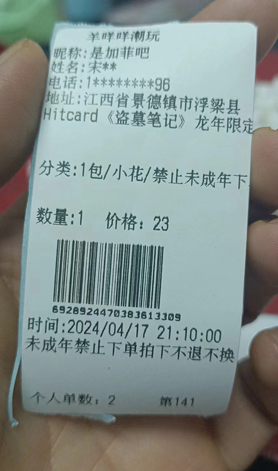 羊咩咩潮玩
昵称:是加菲吧
姓名:宋**
电话:1********96
地址:江西省景德镇市浮梁县
Hitcard《盗墓笔记》龙年限定
分类:1包/小花/禁止未成年下
数量:1 价格:23
6928924470383613309
时间:2024/04/17 21:10:00
未成年禁止下单拍下不退不换
个人单数:2 第141